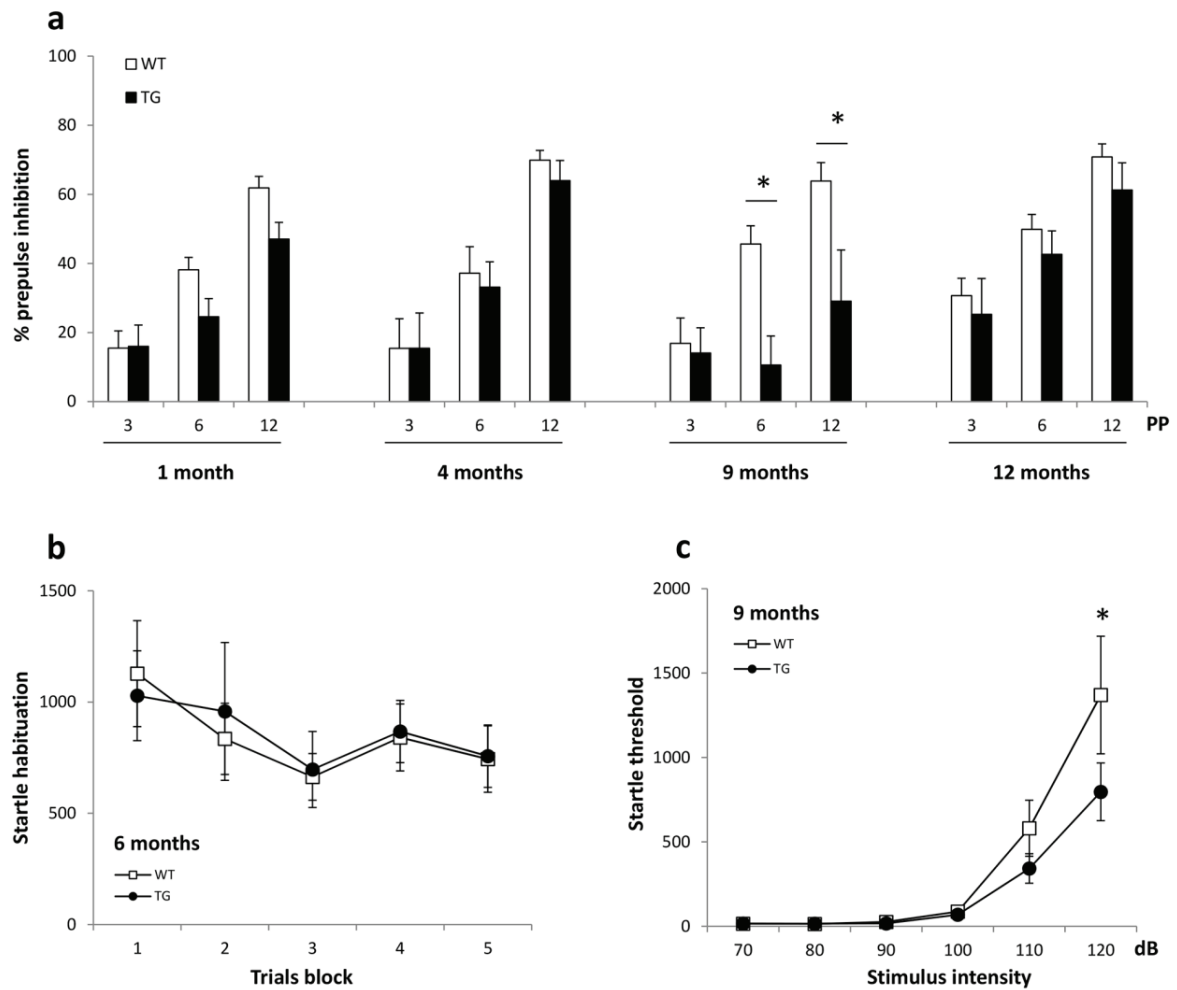 a
100
80
60
40
20
0
% prepulse inhibition
WT
TG
*
*
3 6 12 3 6 12 3 6 12 3 6 12 PP
1 month 4 months 9 months 12 months
b
1500
1000
500
0
Startle habituation
6 months
WT
TG
1 2 3 4 5
Trials block
c
2000
1500
1000
500
0
Startle threshold
9 months
WT
TG
*
70 80 90 100 110 120 dB
Stimulus intensity